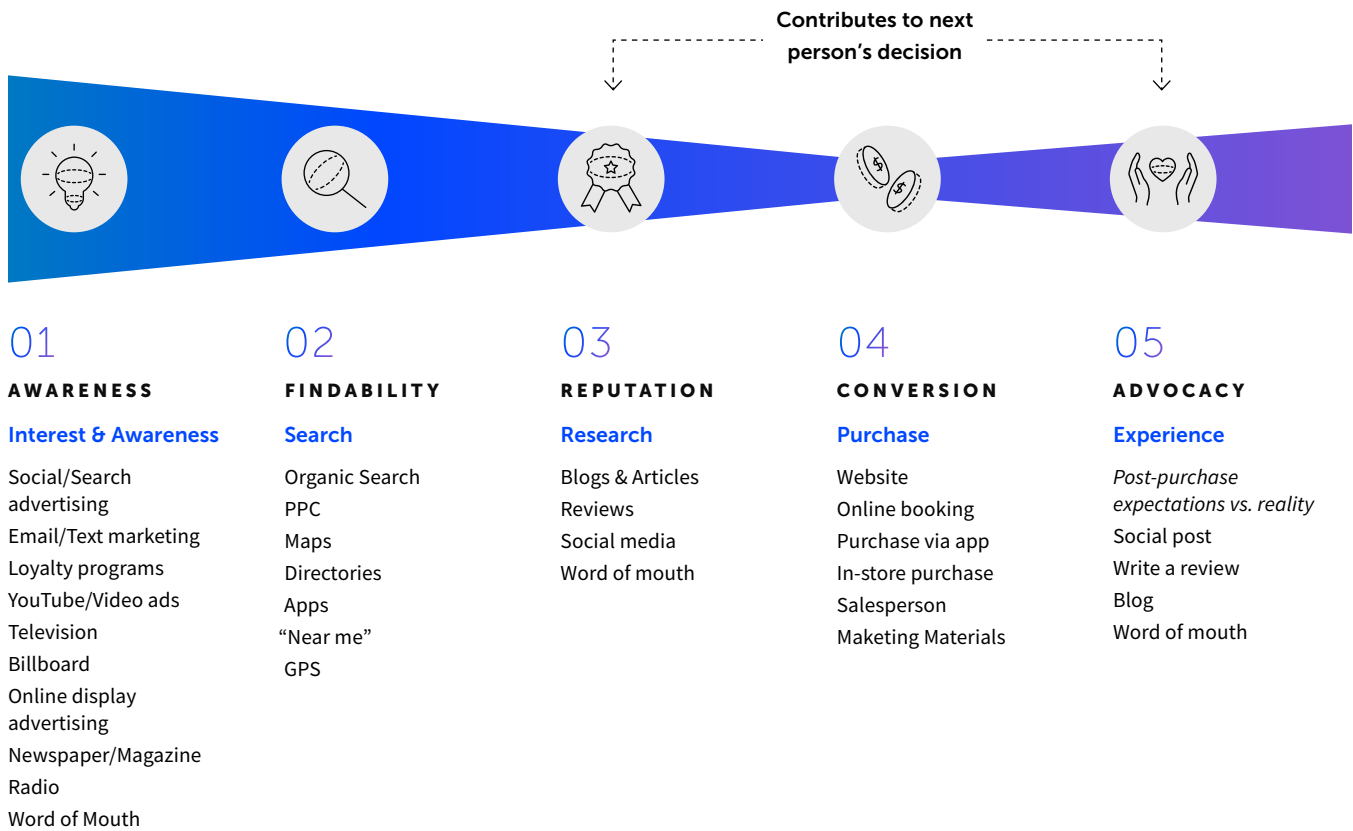 Contributes to next
person's decision
01
AWARENESS
Interest & Awareness
Social/Search
advertising
Email/Text marketing
Loyalty programs
YouTube/Video ads
Television
Billboard
Online display
advertising
Newspaper/Magazine
Radio
Word of Mouth
02
FINDABILITY
Search
Organic Search
PPC
Maps
Directories
Apps
“Near me”
GPS
03
REPUTATION
Research
Blogs & Articles
Reviews
Social media
Word of mouth
04
CONVERSION
Purchase
Website
Online booking
Purchase via app
In-store purchase
Salesperson
Maketing Materials
05
ADVOCACY
Experience
Post-purchase
expectations vs. reality
Social post
Write a review
Blog
Word of mouth